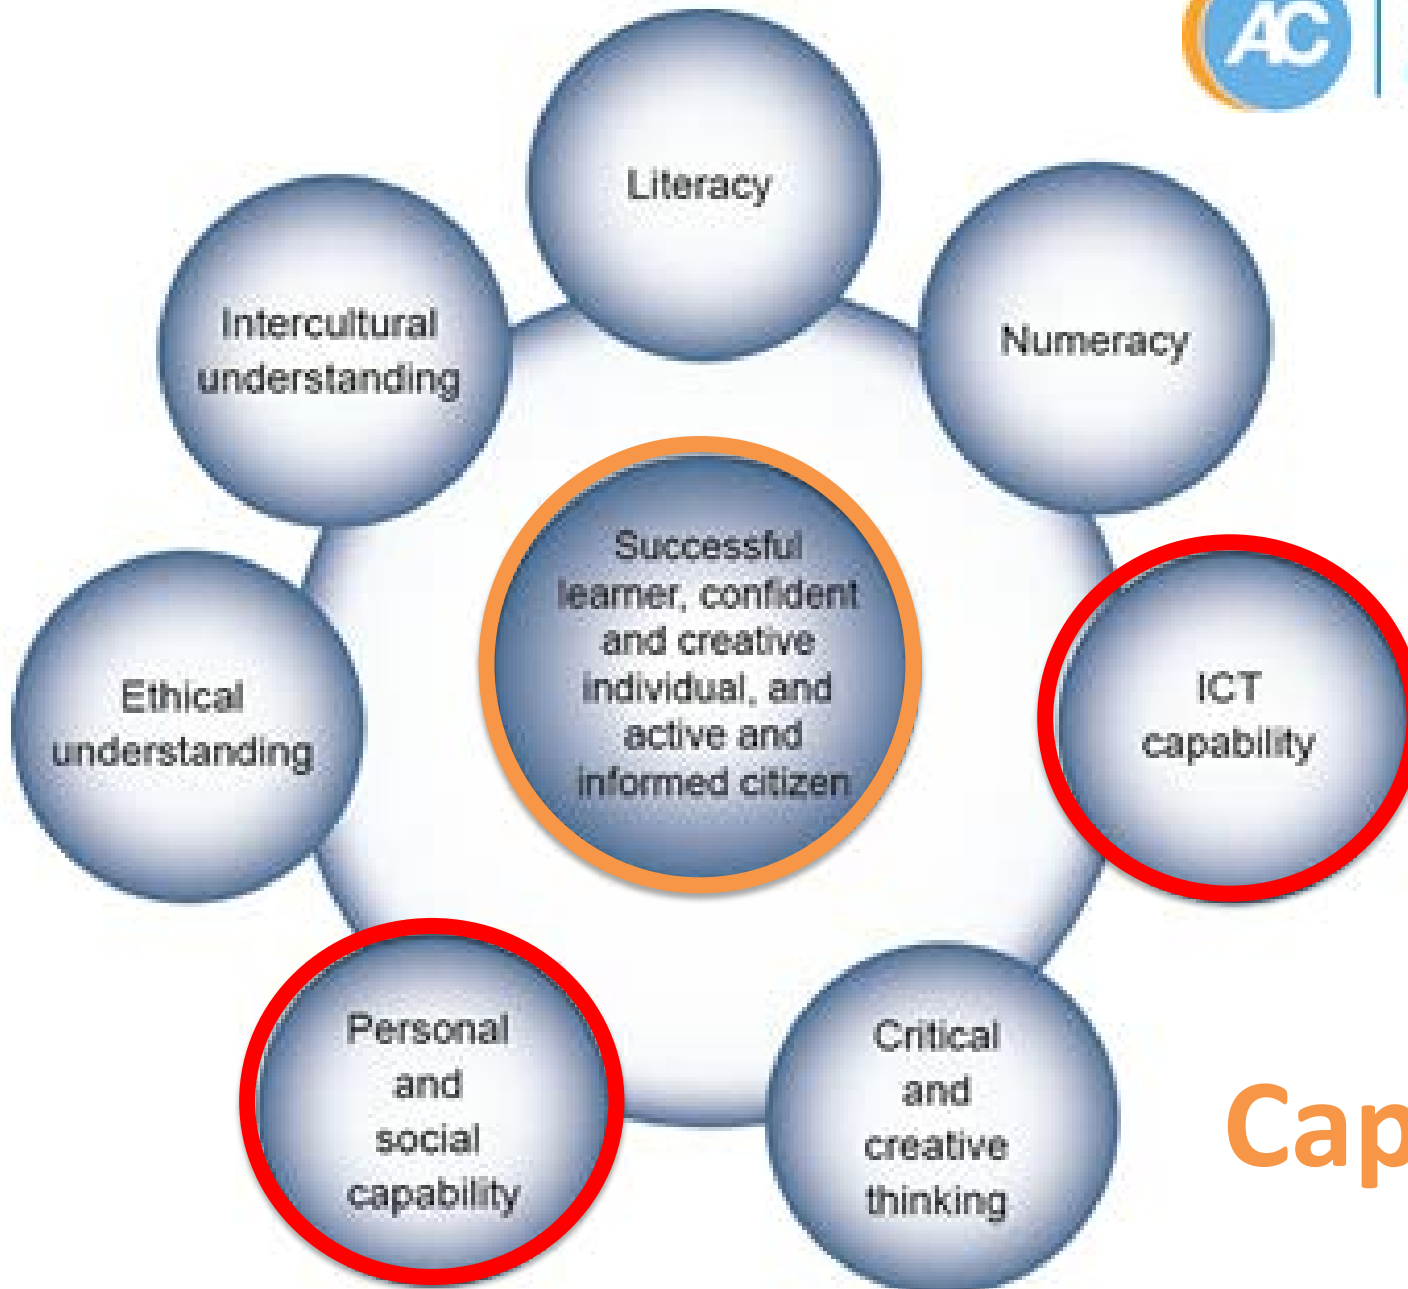 AC
Literacy
Numeracy
Intercultural
understanding
Successful
learner, confident
and creative
individual, and
active and
informed citizen
ICT
capability
Ethical
understanding
Personal
and
social
capability
Critical
and
creative
thinking
Cap